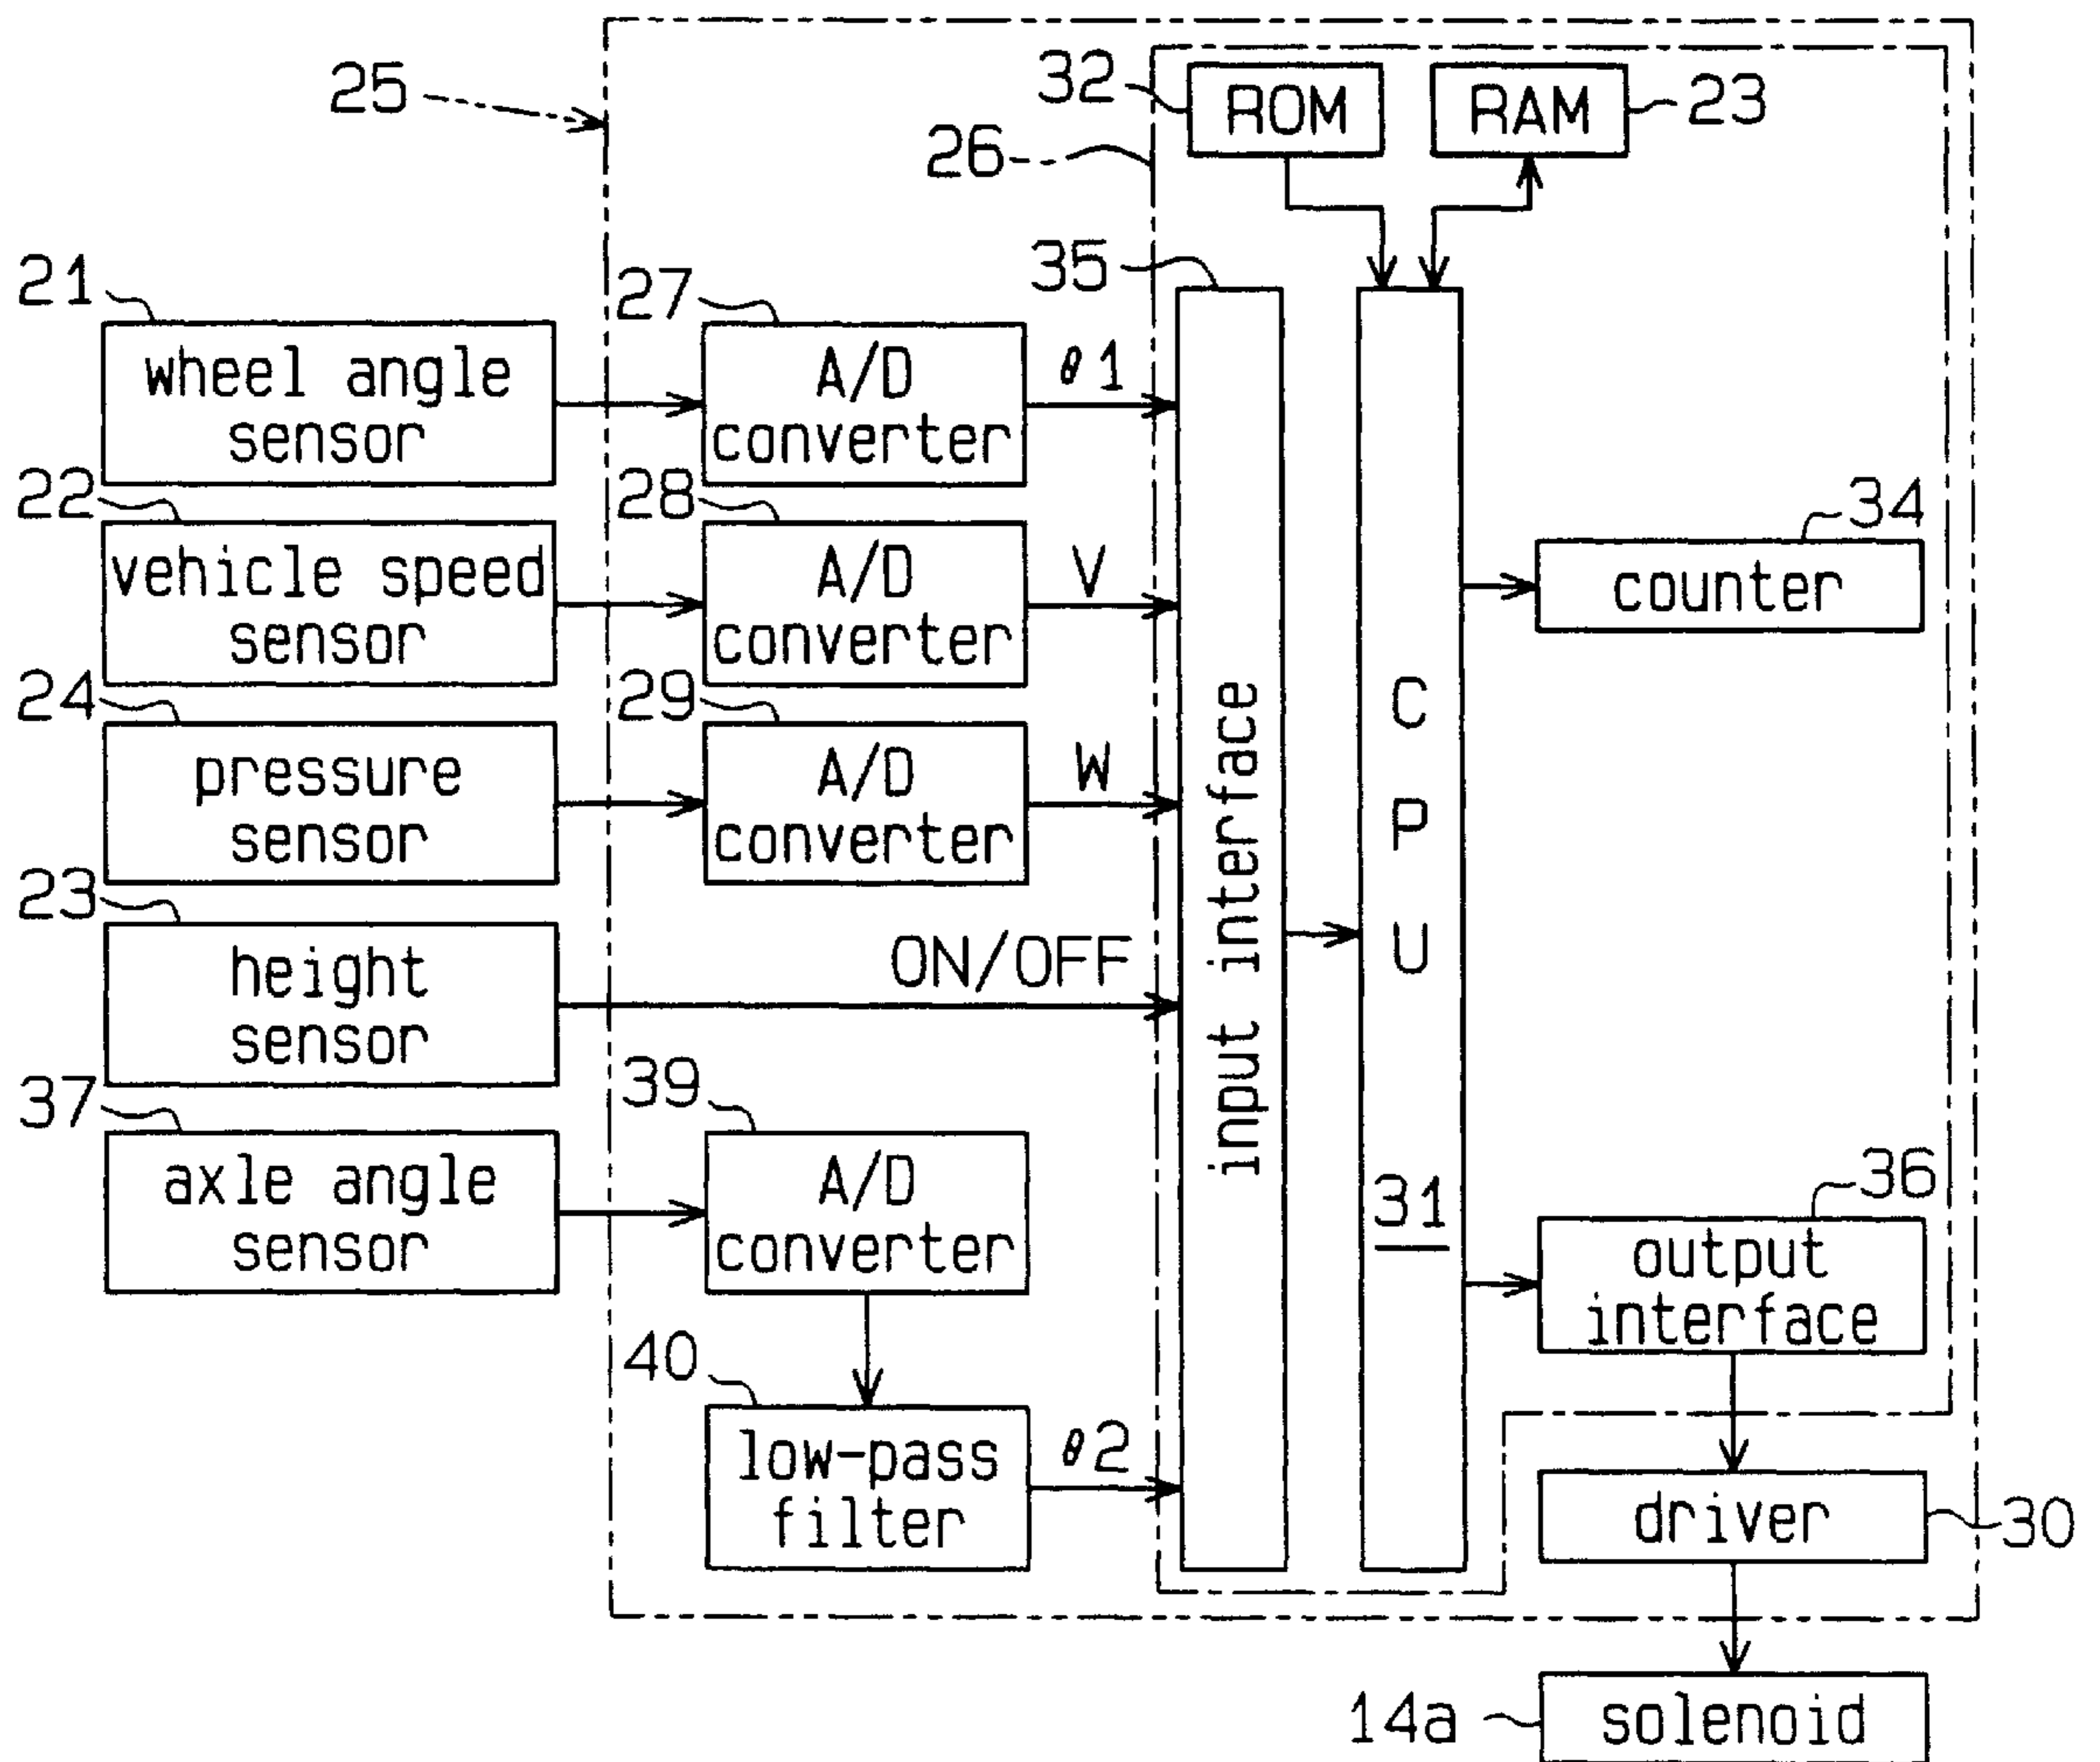 25
32
ROM
RAM
23
26
35
21
wheel angle
sensor
27
A/D
converter
θ1
22
vehicle speed
sensor
28
A/D
converter
V
24
pressure
sensor
29
A/D
converter
W
23
height
sensor
ON/OFF
37
axle angle
sensor
39
A/D
converter
40
low-pass
filter
θ2
input interface
CPU
31
34
counter
36
output
interface
driver
30
14a
solenoid